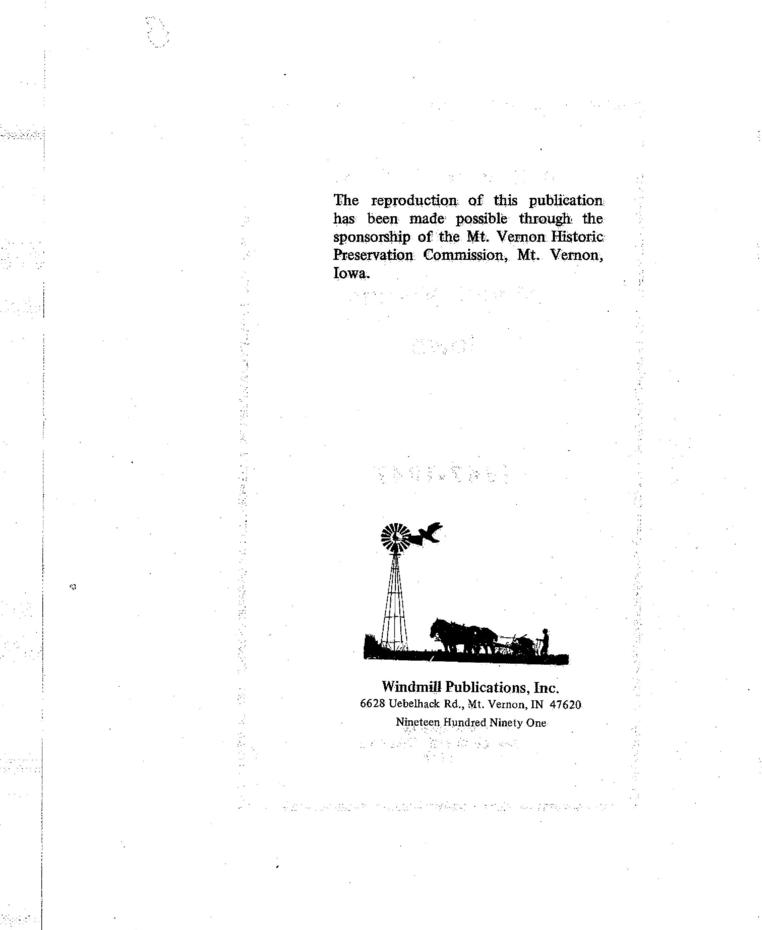 The reproduction of this publication
has been made possible through the
sponsorship of the Mt. Vernon Historic
Preservation Commission, Mt. Vernon,
Iowa.
Windmill Publications, Inc.
6628 Uebelhack Rd., Mt. Vernon, IN 47620
Nineteen Hundred Ninety One